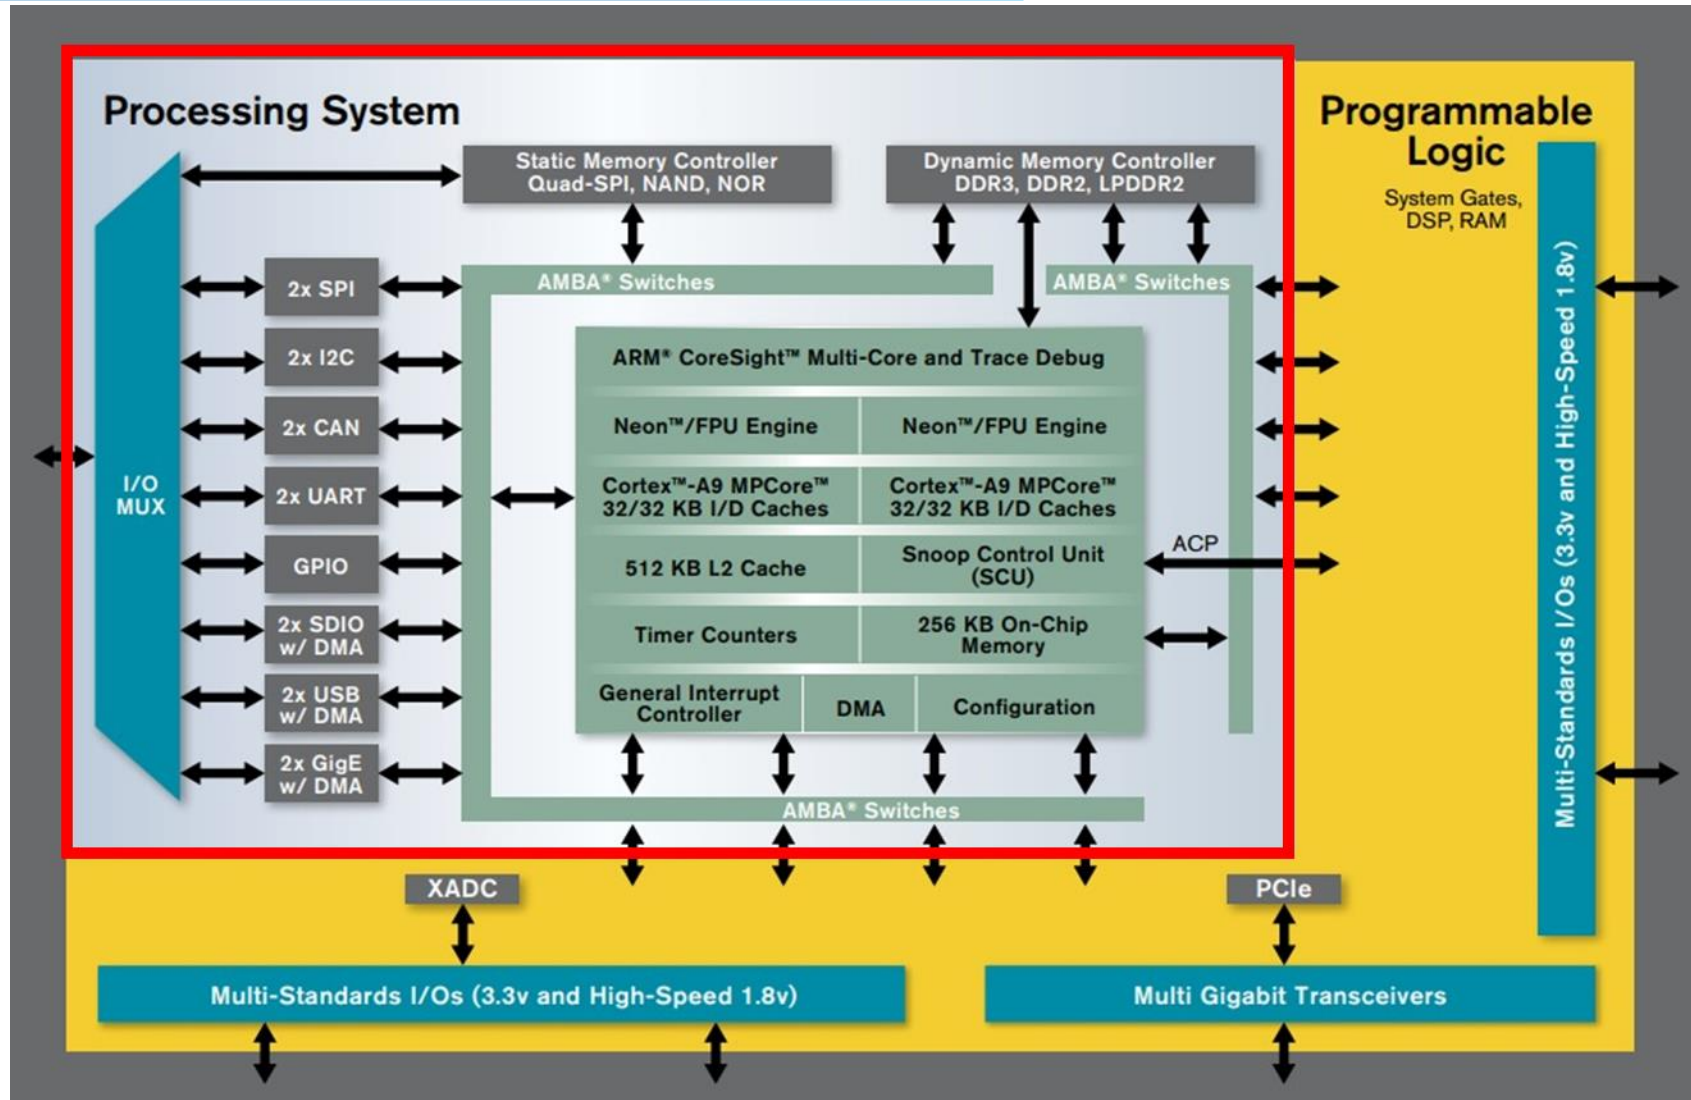 Processing System
Programmable
Logic
System Gates,
DSP, RAM
Static Memory Controller
Quad-SPI, NAND, NOR
Dynamic Memory Controller
DDR3, DDR2, LPDDR2
AMBA® Switches
AMBA® Switches
I/O
MUX
2x SPI
2x I2C
2x CAN
2x UART
GPIO
2x SDIO
w/ DMA
2x USB
w/ DMA
2x GigE
w/ DMA
ARM® CoreSight™ Multi-Core and Trace Debug
Neon™/FPU Engine
Neon™/FPU Engine
Cortex™-A9 MPCore™
32/32 KB I/D Caches
Cortex™-A9 MPCore™
32/32 KB I/D Caches
512 KB L2 Cache
Snoop Control Unit
(SCU)
ACP
Timer Counters
256 KB On-Chip
Memory
General Interrupt
Controller
DMA
Configuration
AMBA® Switches
Multi-Standards I/Os (3.3v and High-Speed 1.8v)
XADC
PCIe
Multi-Standards I/Os (3.3v and High-Speed 1.8v)
Multi Gigabit Transceivers